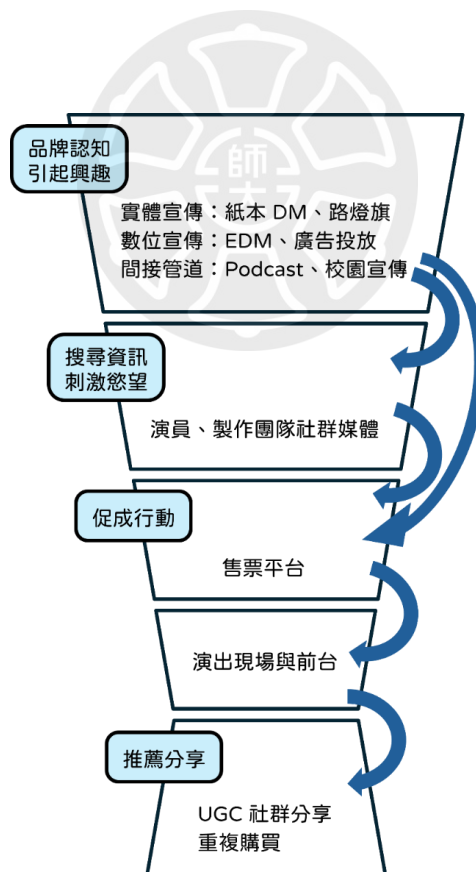 品牌認知
引起興趣
師大
實體宣傳：紙本 DM、路燈旗
數位宣傳：EDM、廣告投放
間接管道：Podcast、校園宣傳
搜尋資訊
刺激慾望
演員、製作團隊社群媒體
促成行動
售票平台
演出現場與前台
推薦分享
UGC 社群分享
重複購買